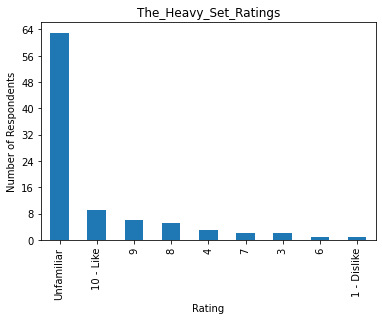 The_Heavy_Set_Ratings
Number of Respondents
64
56
48
40
32
24
16
8
0
Unfamiliar
10 - Like
9
8
4
7
3
6
1 - Dislike
Rating